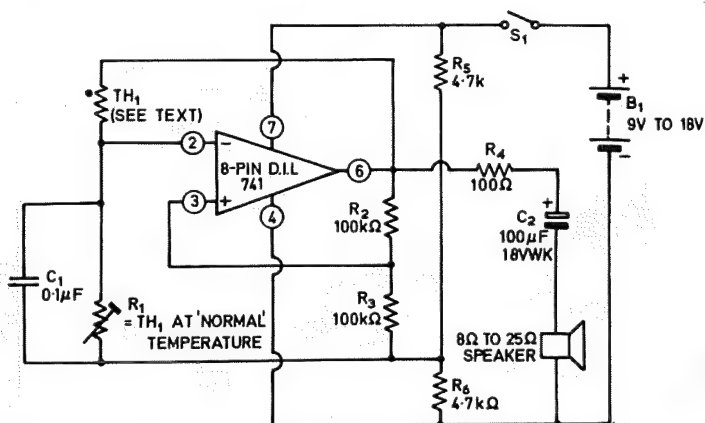 S1
R5
4·7k
+
B1
9V TO 18V
−
TH1
(SEE TEXT)
7
2
−
8-PIN D.I.L
741
6
R4
100Ω
3
+
4
R2
100kΩ
+
C2
100µF
18VWK
C1
0·1µF
R1
= TH1 AT 'NORMAL'
TEMPERATURE
R3
100kΩ
8Ω TO 25Ω
SPEAKER
R6
4·7kΩ